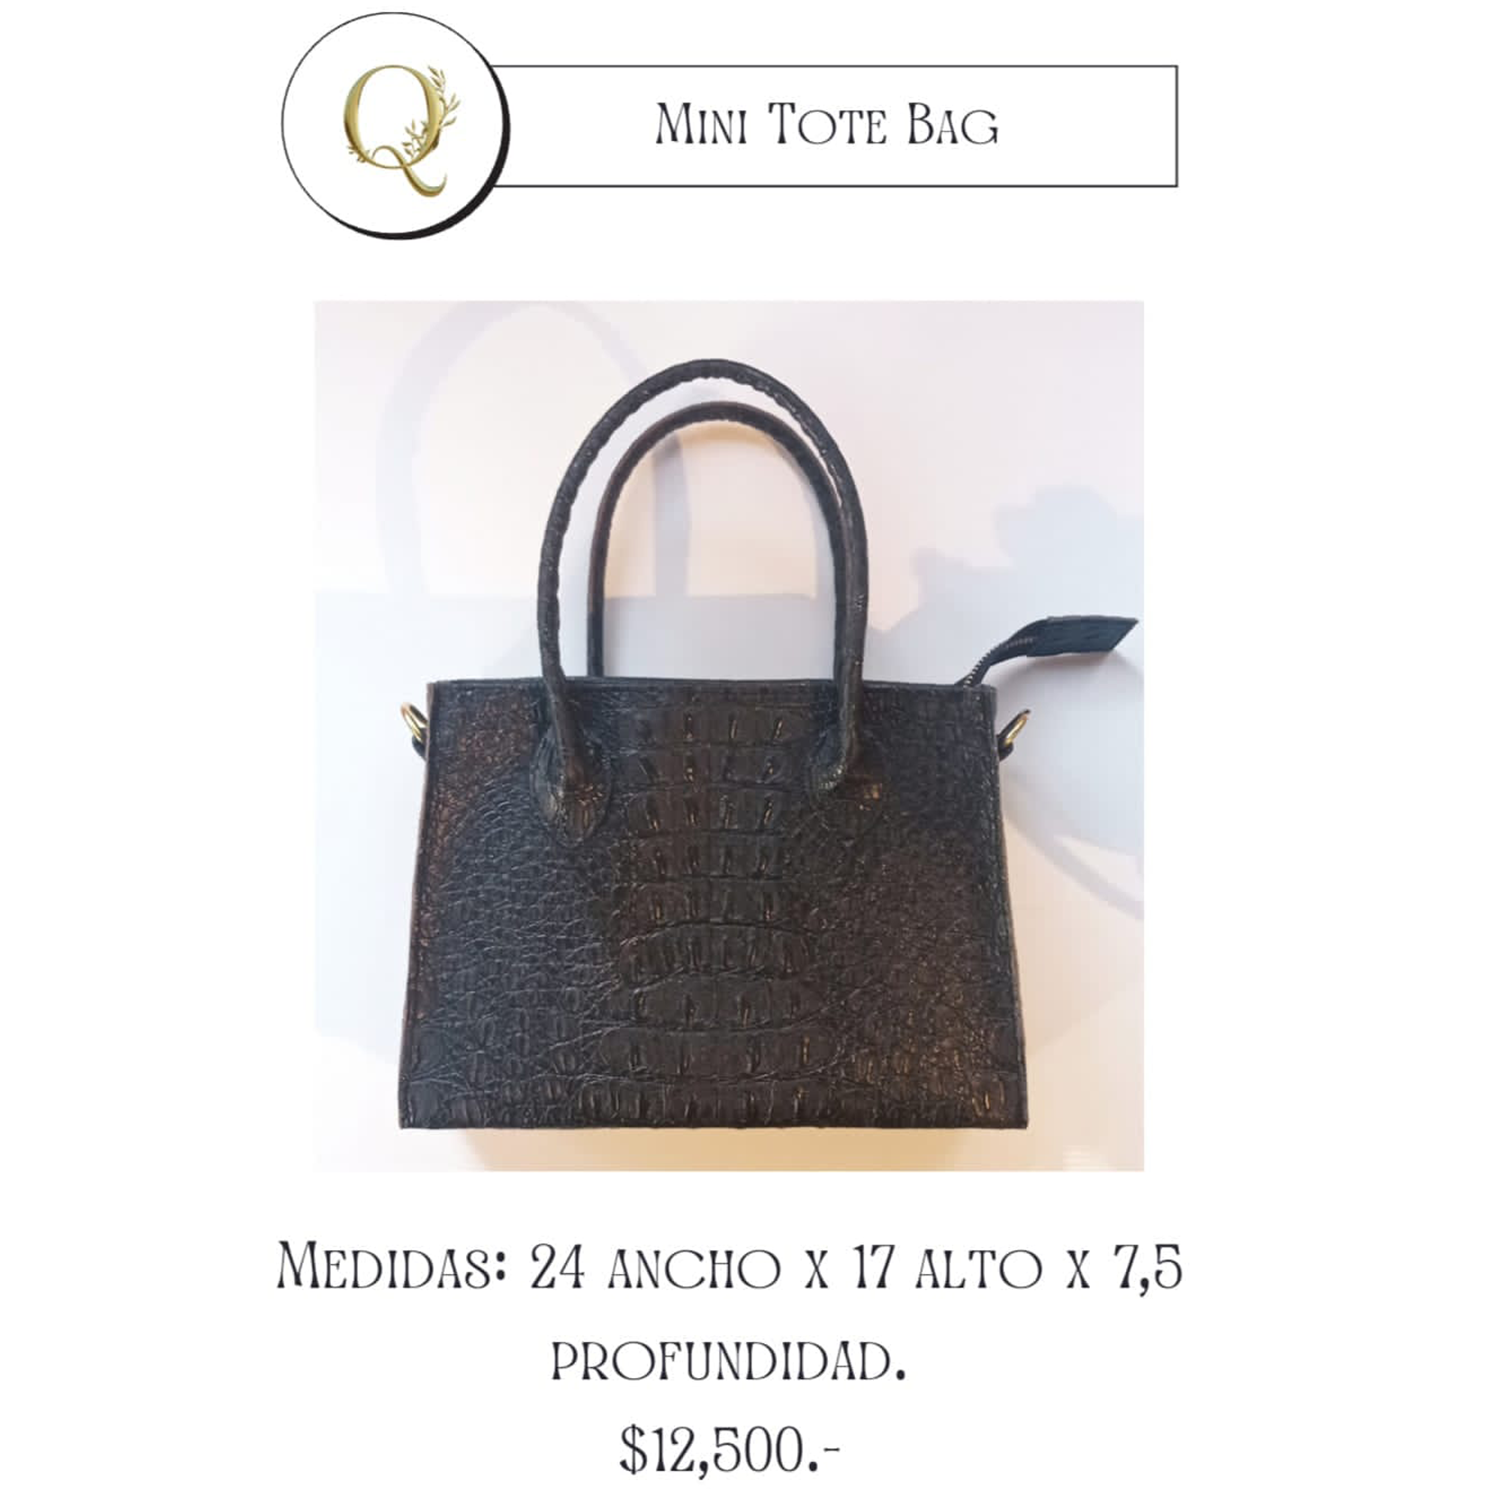 Q
Mini Tote Bag
Medidas: 24 ancho x 17 alto x 7,5
profundidad.
$12,500.-